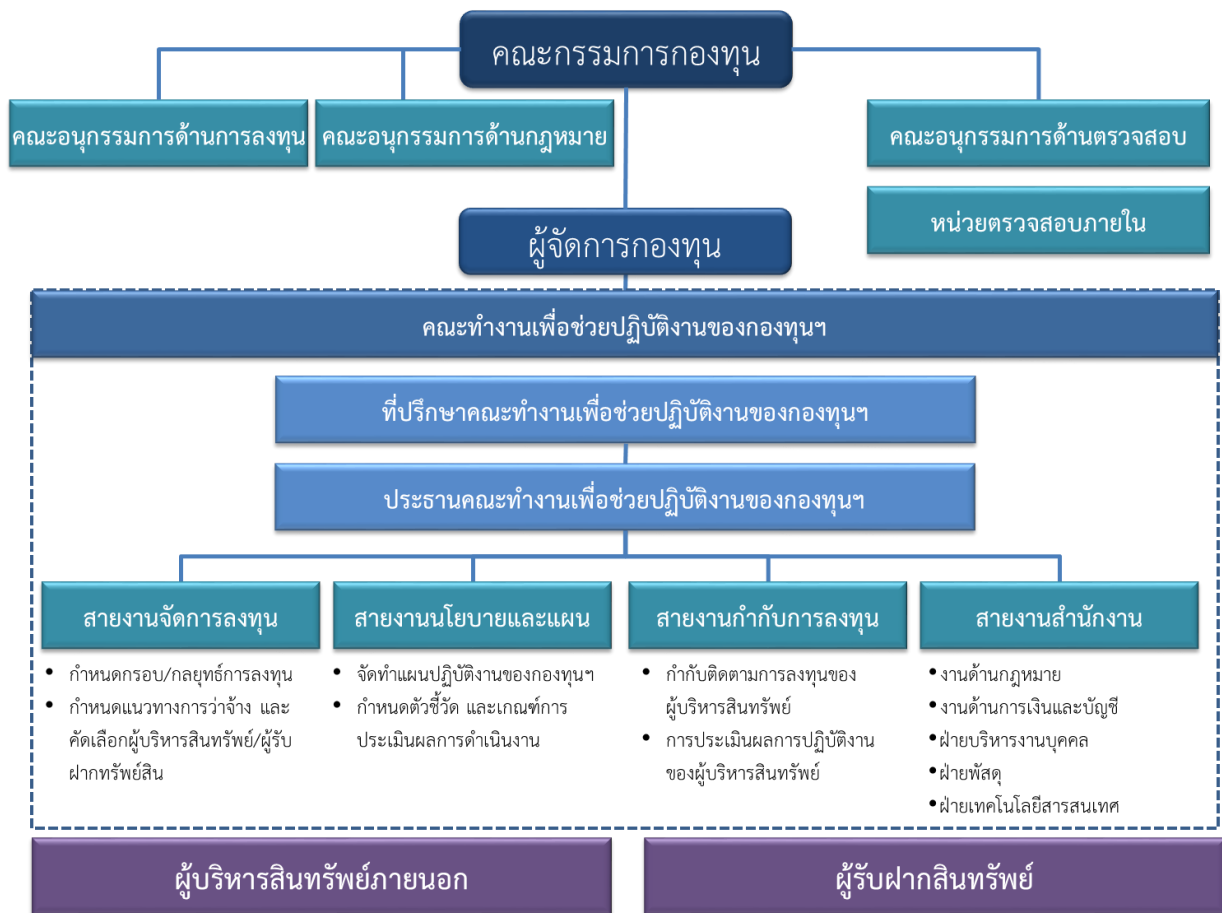 คณะกรรมการกองทุน
คณะอนุกรรมการด้านการลงทุน
คณะอนุกรรมการด้านกฎหมาย
คณะอนุกรรมการด้านตรวจสอบ
หน่วยตรวจสอบภายใน
ผู้จัดการกองทุน
คณะทำงานเพื่อช่วยปฏิบัติงานของกองทุนฯ
ที่ปรึกษาคณะทำงานเพื่อช่วยปฏิบัติงานของกองทุนฯ
ประธานคณะทำงานเพื่อช่วยปฏิบัติงานของกองทุนฯ
สายงานจัดการลงทุน
• กำหนดกรอบ/กลยุทธ์การลงทุน
• กำหนดแนวทางการว่าจ้าง และ
คัดเลือกผู้บริหารสินทรัพย์/ผู้รับ
ฝากทรัพย์สิน
สายงานนโยบายและแผน
• จัดทำแผนปฏิบัติงานของกองทุนฯ
• กำหนดตัวชี้วัด และเกณฑ์การ
ประเมินผลการดำเนินงาน
สายงานกำกับการลงทุน
• กำกับติดตามการลงทุนของ
ผู้บริหารสินทรัพย์
• การประเมินผลการปฏิบัติงาน
ของผู้บริหารสินทรัพย์
สายงานสำนักงาน
•งานด้านกฎหมาย
•งานด้านการเงินและบัญชี
•ฝ่ายบริหารงานบุคคล
•ฝ่ายพัสดุ
•ฝ่ายเทคโนโลยีสารสนเทศ
ผู้บริหารสินทรัพย์ภายนอก
ผู้รับฝากสินทรัพย์